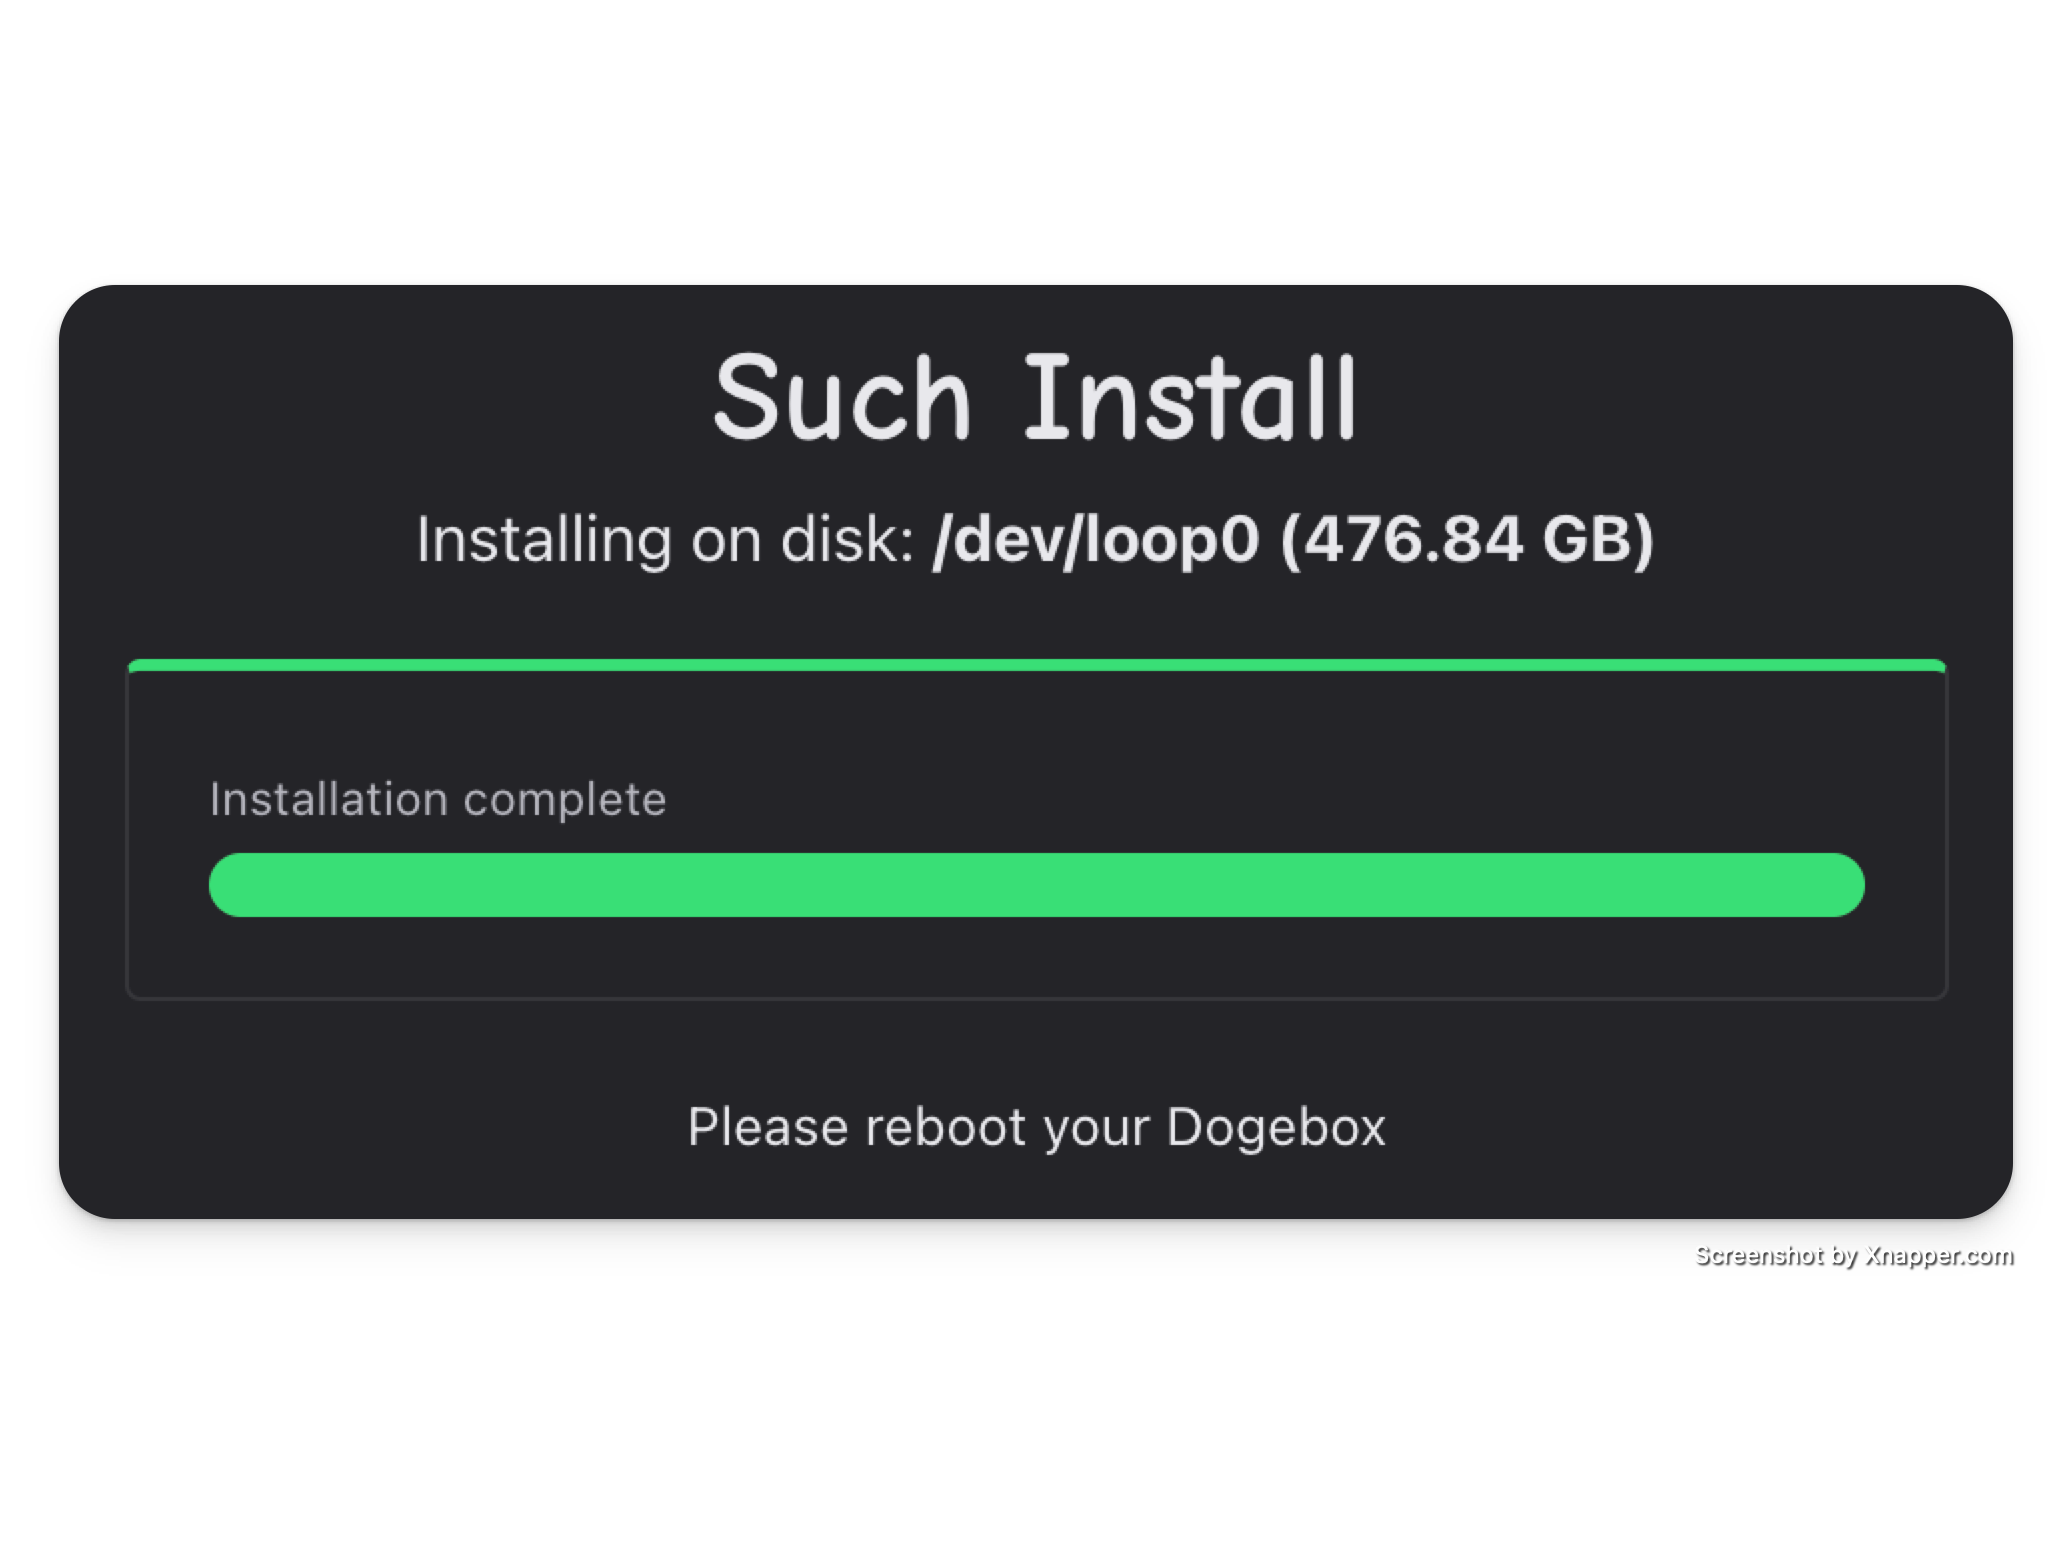 Such Install
Installing on disk: /dev/loop0 (476.84 GB)
Installation complete
Please reboot your Dogebox
Screenshot by Xnapper.com